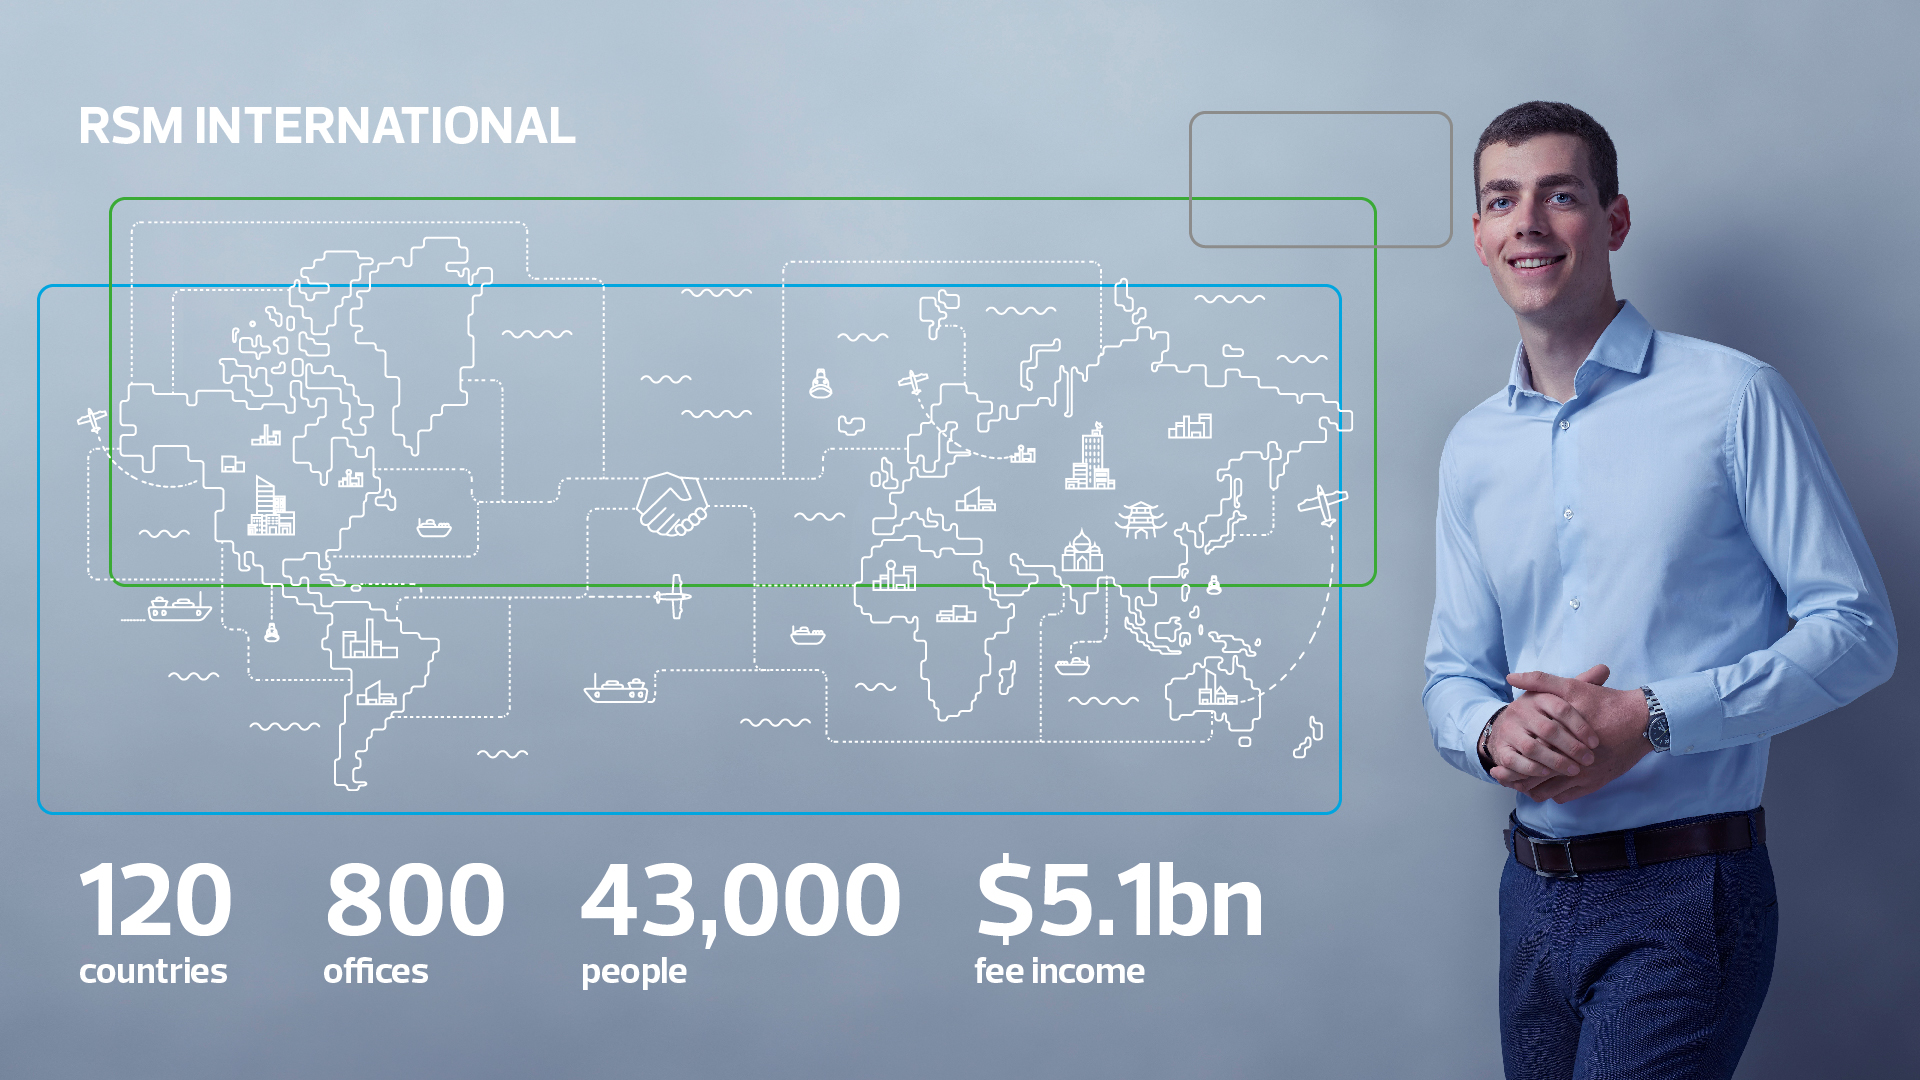 RSM INTERNATIONAL
120
countries
800
offices
43,000
people
$5.1bn
fee income